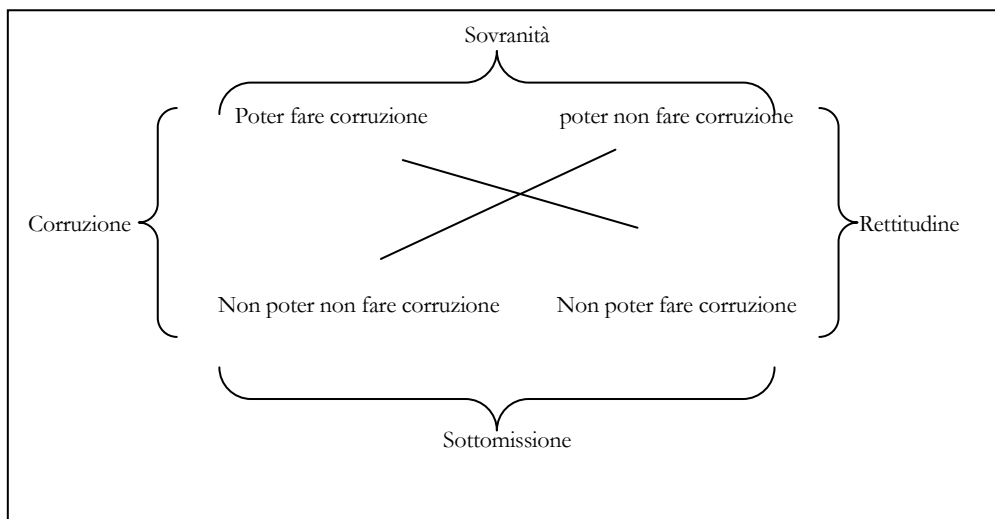 Sovranità
Poter fare corruzione poter non fare corruzione
Corruzione Rettitudine
Non poter non fare corruzione Non poter fare corruzione
Sottomissione